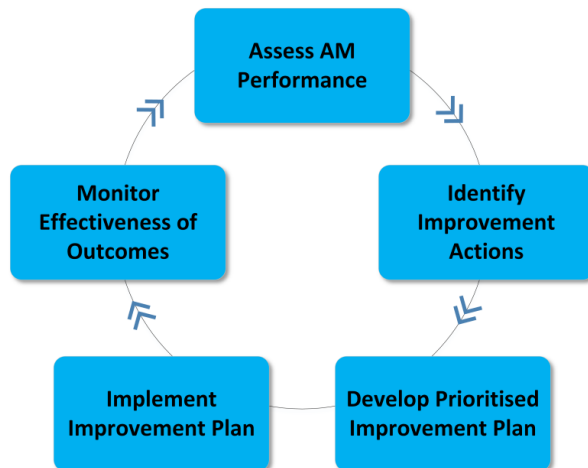 Assess AM
Performance
Identify
Improvement
Actions
Develop Prioritised
Improvement Plan
Implement
Improvement Plan
Monitor
Effectiveness of
Outcomes